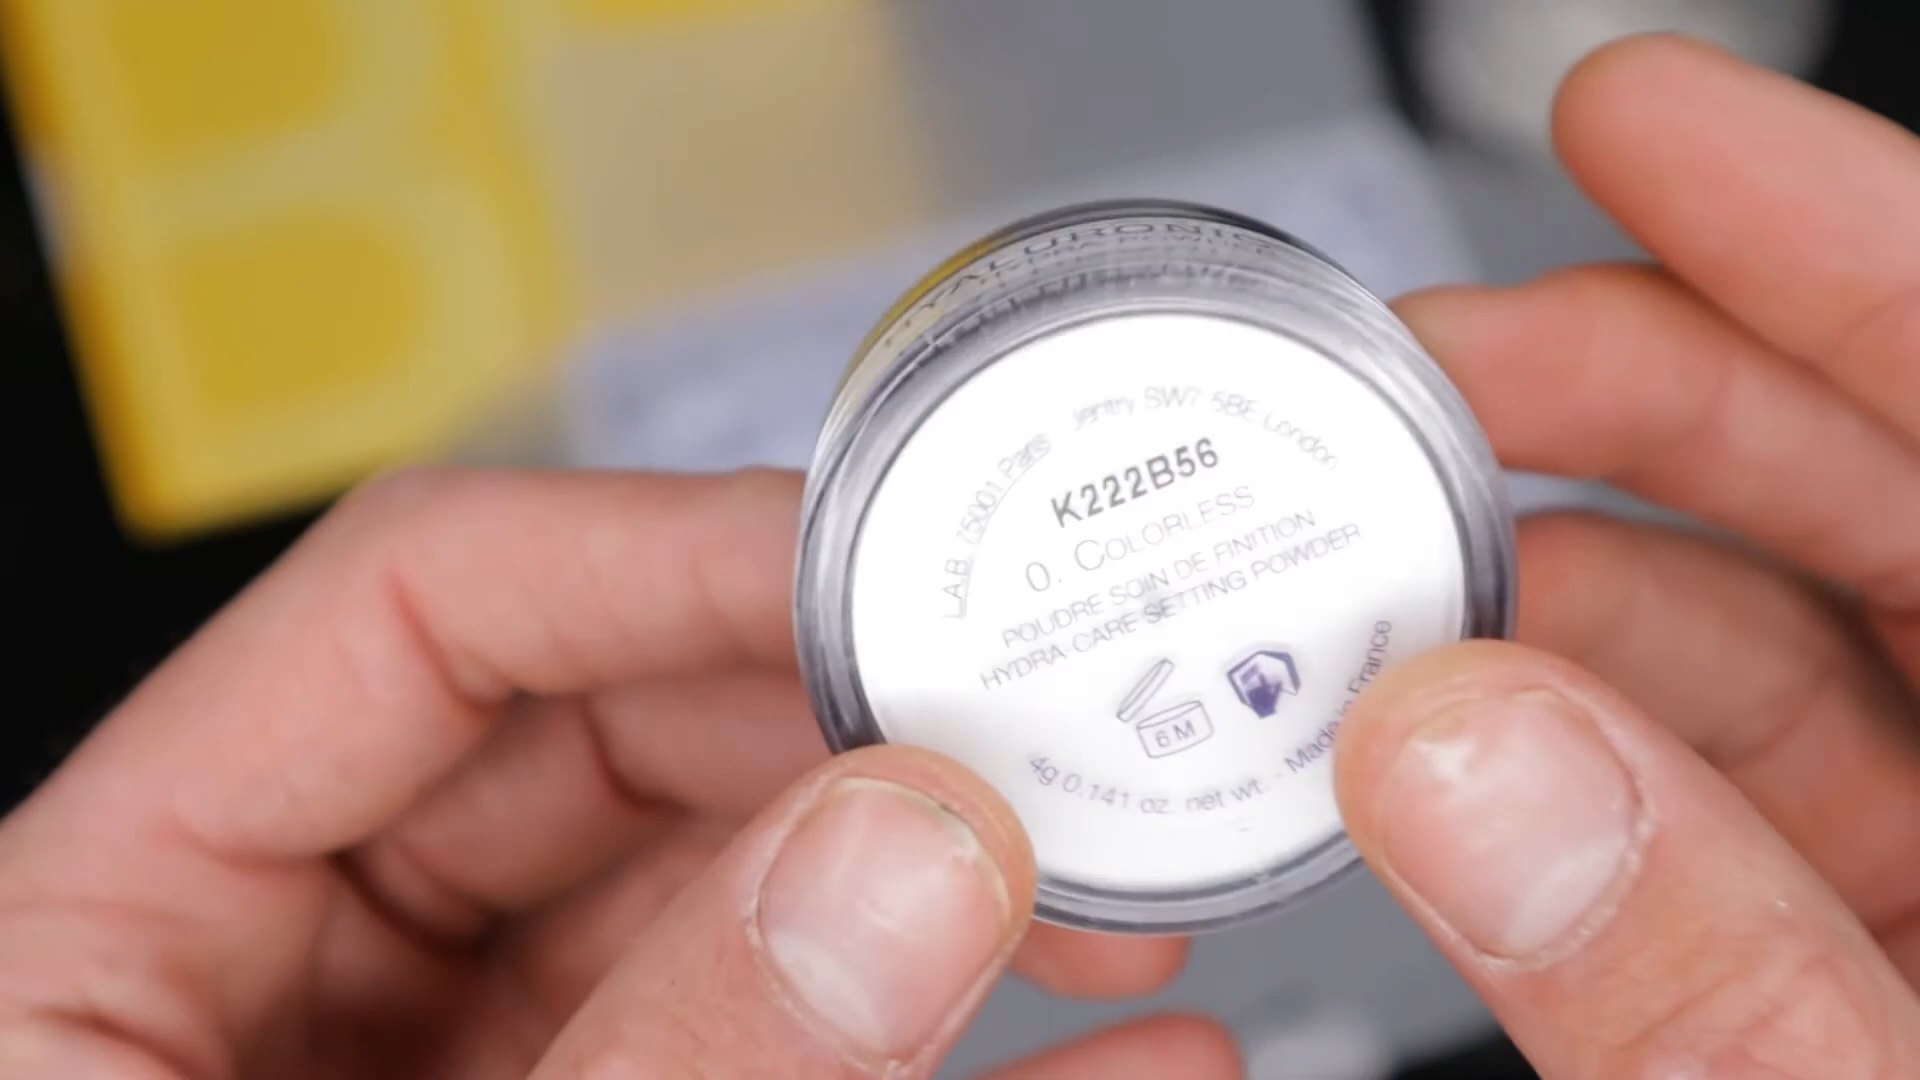 HYALURONIC
LAB 75001 Paris
SW7 5BE London
K222B56
0. COLORLESS
POUDRE SOIN DE FINITION
HYDRA-CARE SETTING POWDER
6 M
4g 0.141 oz. net wt. - Made in France